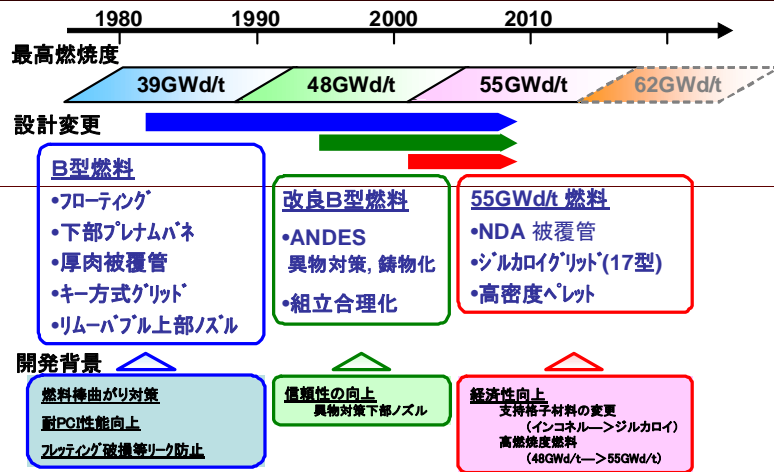 1980 1990 2000 2010
最高燃焼度
39GWd/t 48GWd/t 55GWd/t 62GWd/t
設計変更
B型燃料
•フローティング
•下部プレナムバネ
•厚肉被覆管
•キー方式グリッド
•リムーバブル上部ノズル
改良B型燃料
•ANDES
異物対策, 鋳物化
•組立合理化
55GWd/t 燃料
•NDA 被覆管
•ジルカロイグリッド(17型)
•高密度ペレット
開発背景
燃料棒曲がり対策
耐PCI性能向上
フレッティング破損等リーク防止
信頼性の向上
異物対策下部ノズル
経済性向上
支持格子材料の変更
(インコネル―>ジルカロイ)
高燃焼度燃料
(48GWd/t―>55GWd/t)